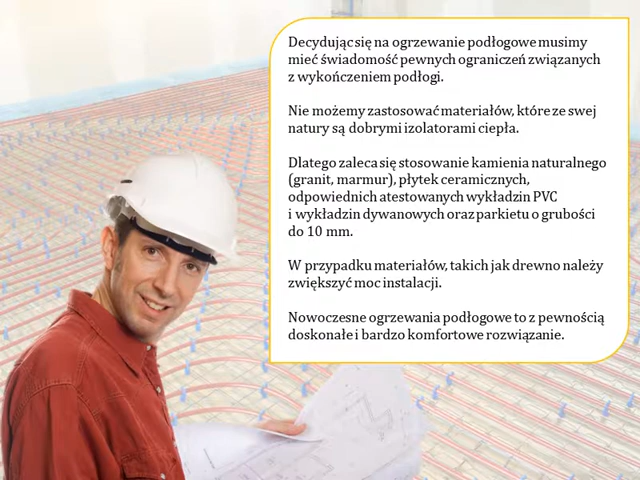 Decydując się na ogrzewanie podłogowe musimy
mieć świadomość pewnych ograniczeń związanych
z wykończeniem podłogi.
Nie możemy zastosować materiałów, które ze swej
natury są dobrymi izolatorami ciepła.
Dlatego zaleca się stosowanie kamienia naturalnego
(granit, marmur), płytek ceramicznych,
odpowiednich atestowanych wykładzin PVC
i wykładzin dywanowych oraz parkietu o grubości
do 10 mm.
W przypadku materiałów, takich jak drewno należy
zwiększyć moc instalacji.
Nowoczesne ogrzewania podłogowe to z pewnością
doskonałe i bardzo komfortowe rozwiązanie.